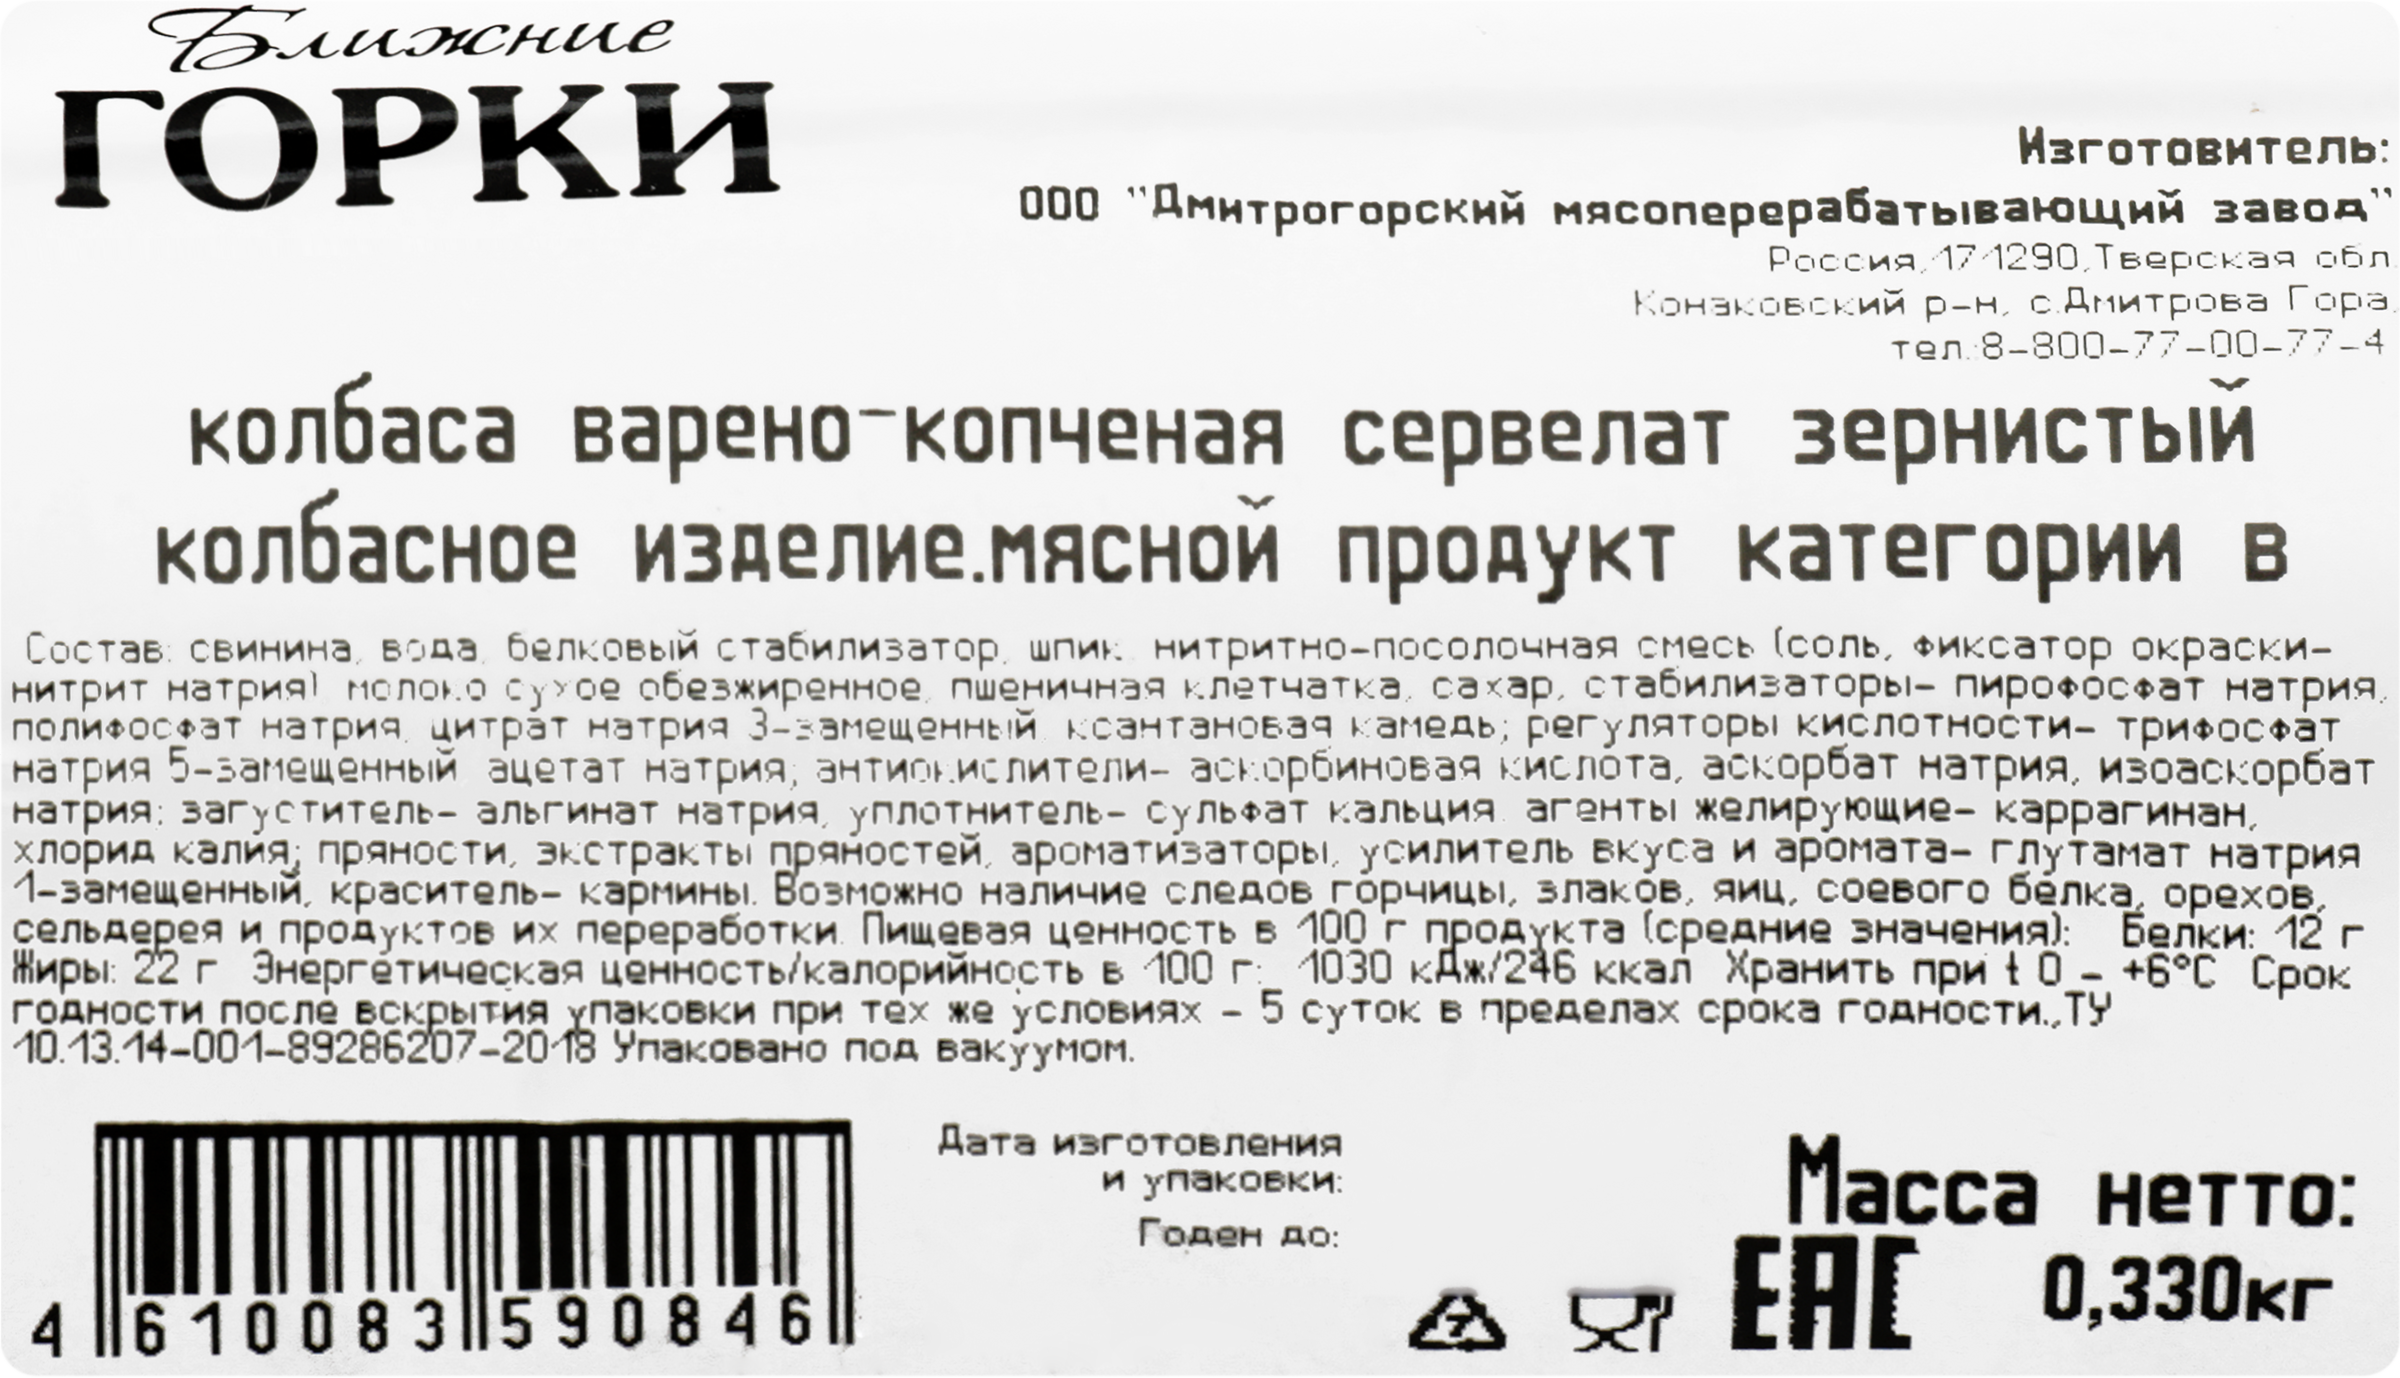 Ближние
ГОРКИ
Изготовитель:
ООО "Дмитрогорский мясоперерабатывающий завод"
Россия,171290,Тверская обл.
Конаковский р-н, с.Дмитрова Гора,
тел.:8-800-77-00-77-4
колбаса варено-копченая сервелат зернистый
колбасное изделие.мясной продукт категории в
Состав: свинина, вода, белковый стабилизатор, шпик, нитритно-посолочная смесь (соль, фиксатор окраски-
нитрит натрия), молоко сухое обезжиренное, пшеничная клетчатка, сахар, стабилизаторы- пирофосфат натрия,
полифосфат натрия, цитрат натрия 3-замещенный, ксантановая камедь; регуляторы кислотности- трифосфат
натрия 5-замещенный, ацетат натрия; антиокислители- аскорбиновая кислота, аскорбат натрия, изоаскорбат
натрия; загуститель- альгинат натрия, уплотнитель- сульфат кальция, агенты желирующие- каррагинан,
хлорид калия; пряности, экстракты пряностей, ароматизаторы, усилитель вкуса и аромата- глутамат натрия
1-замещенный, краситель- кармины. Возможно наличие следов горчицы, злаков, яиц, соевого белка, орехов,
сельдерея и продуктов их переработки. Пищевая ценность в 100 г продукта (средние значения): Белки: 12 г
Жиры: 22 г Энергетическая ценность/калорийность в 100 г: 1030 кДж/246 ккал Хранить при t 0 - +6°C Срок
годности после вскрытия упаковки при тех же условиях - 5 суток в пределах срока годности.,ТУ
10.13.14-001-89286207-2018 Упаковано под вакуумом.
Дата изготовления
и упаковки:
Годен до:
Масса нетто:
0,330кг
7
EAC
4 610083 590846